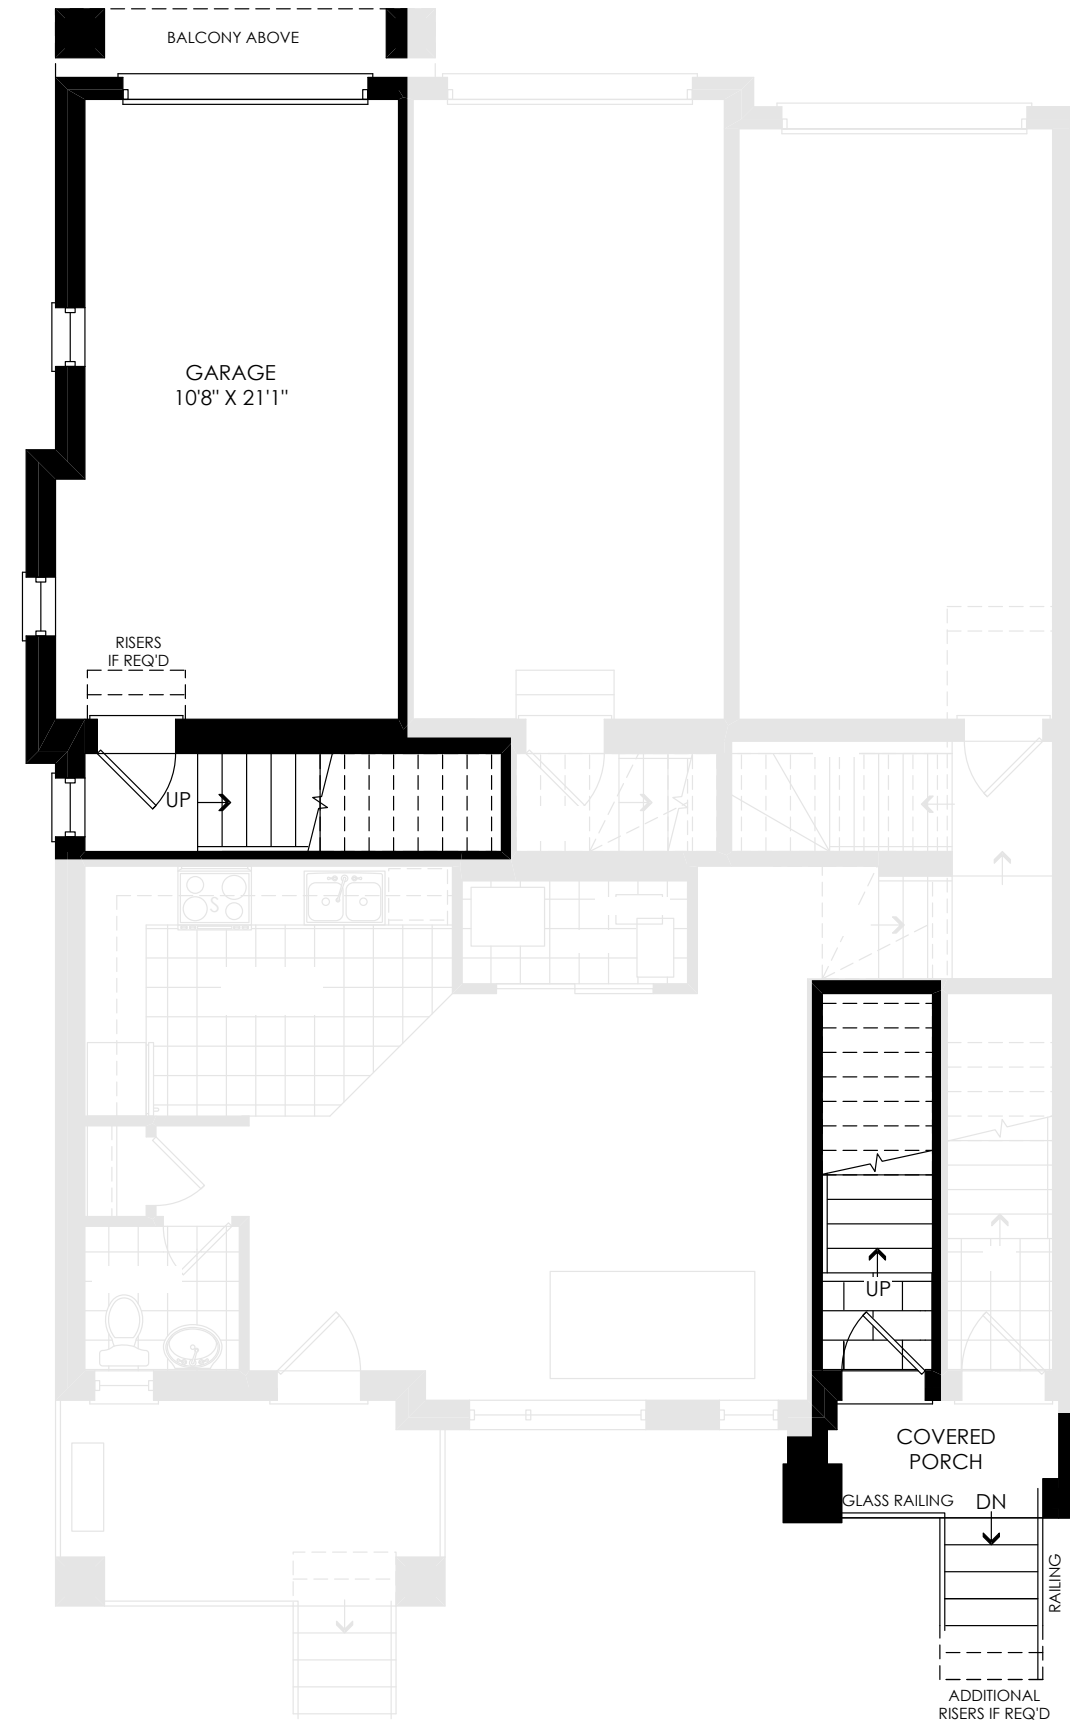 BALCONY ABOVE
GARAGE
10'8" X 21'1"
RISERS
IF REQ'D
UP
S
UP
COVERED
PORCH
GLASS RAILING
DN
RAILING
ADDITIONAL
RISERS IF REQ'D